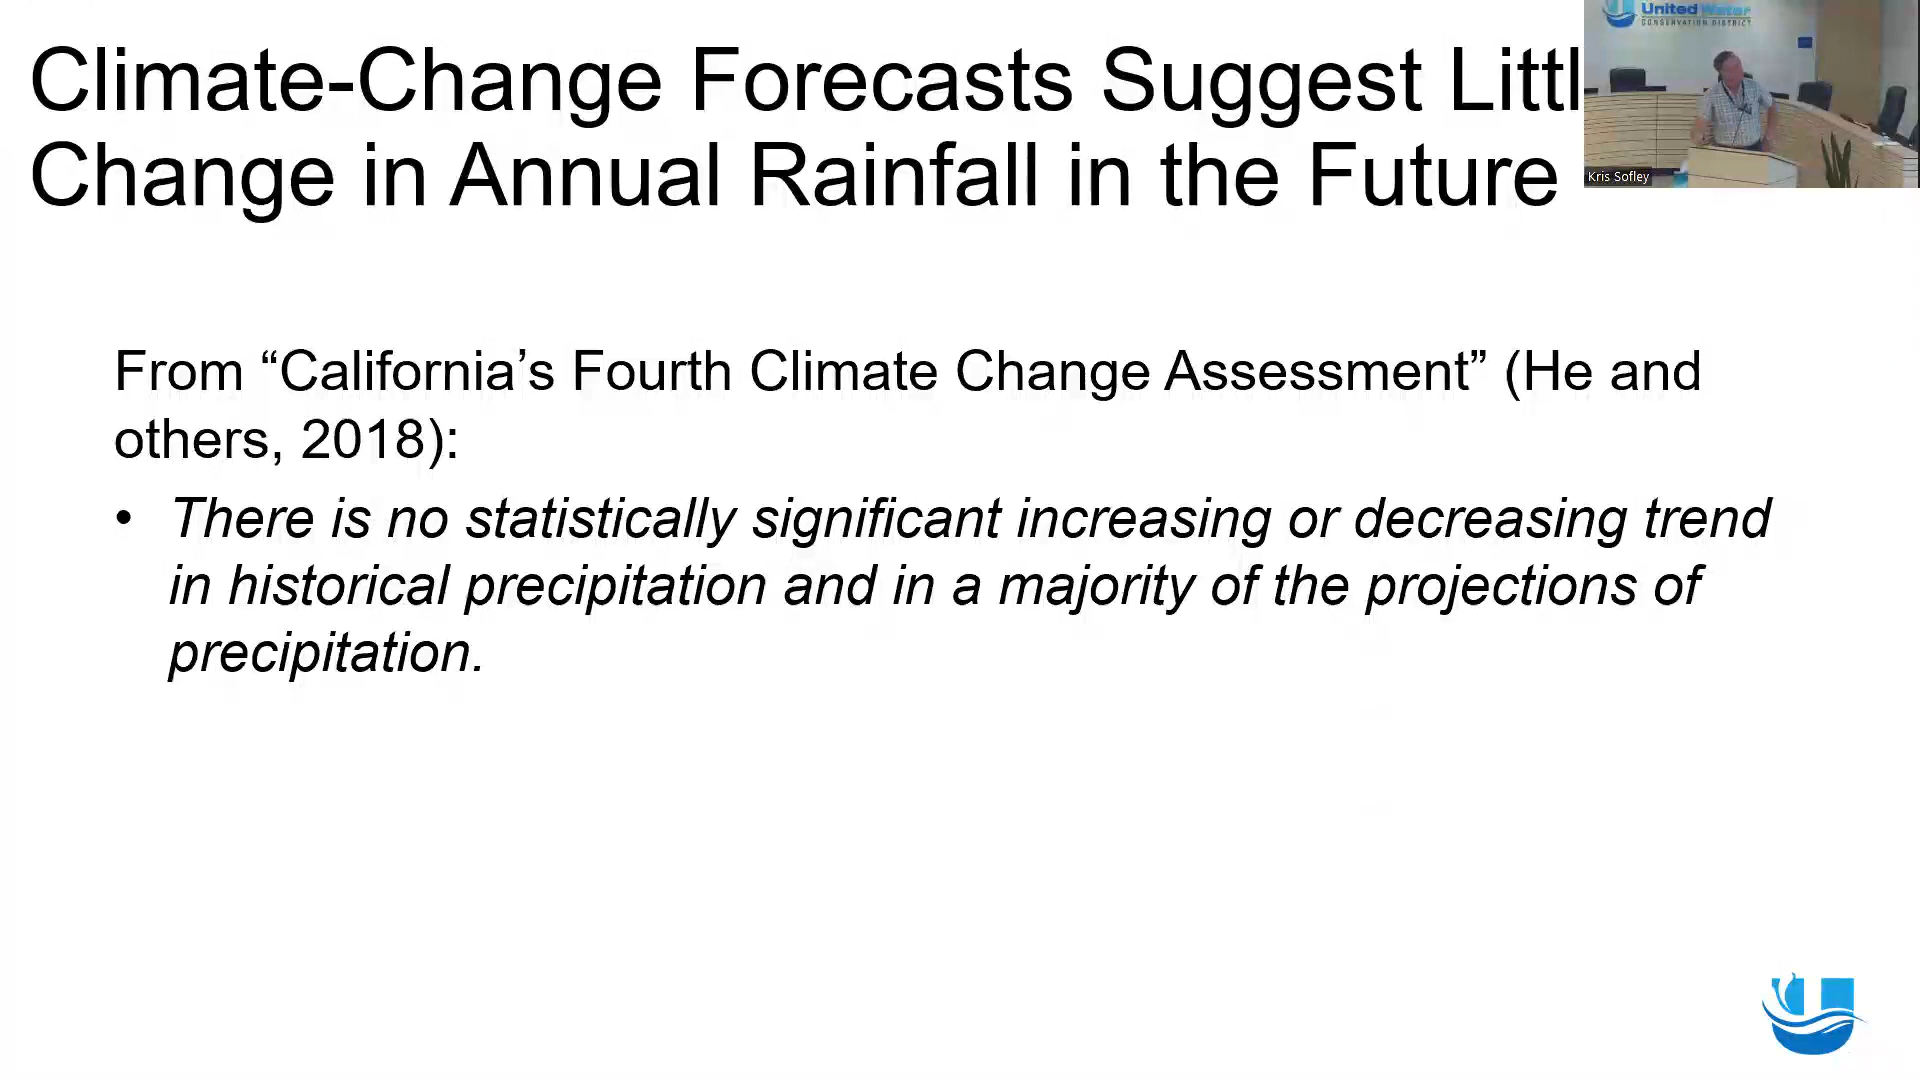 Climate-Change Forecasts Suggest Littl
Change in Annual Rainfall in the Future
From “California’s Fourth Climate Change Assessment” (He and
others, 2018):
• There is no statistically significant increasing or decreasing trend
in historical precipitation and in a majority of the projections of
precipitation.
United Water
CONSERVATION DISTRICT
Kris Sofley